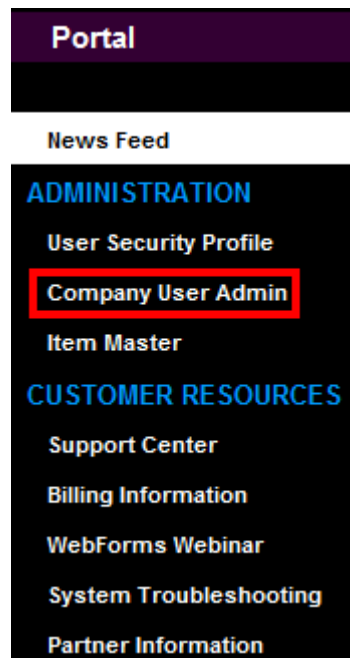 Portal
News Feed
ADMINISTRATION
User Security Profile
Company User Admin
Item Master
CUSTOMER RESOURCES
Support Center
Billing Information
WebForms Webinar
System Troubleshooting
Partner Information